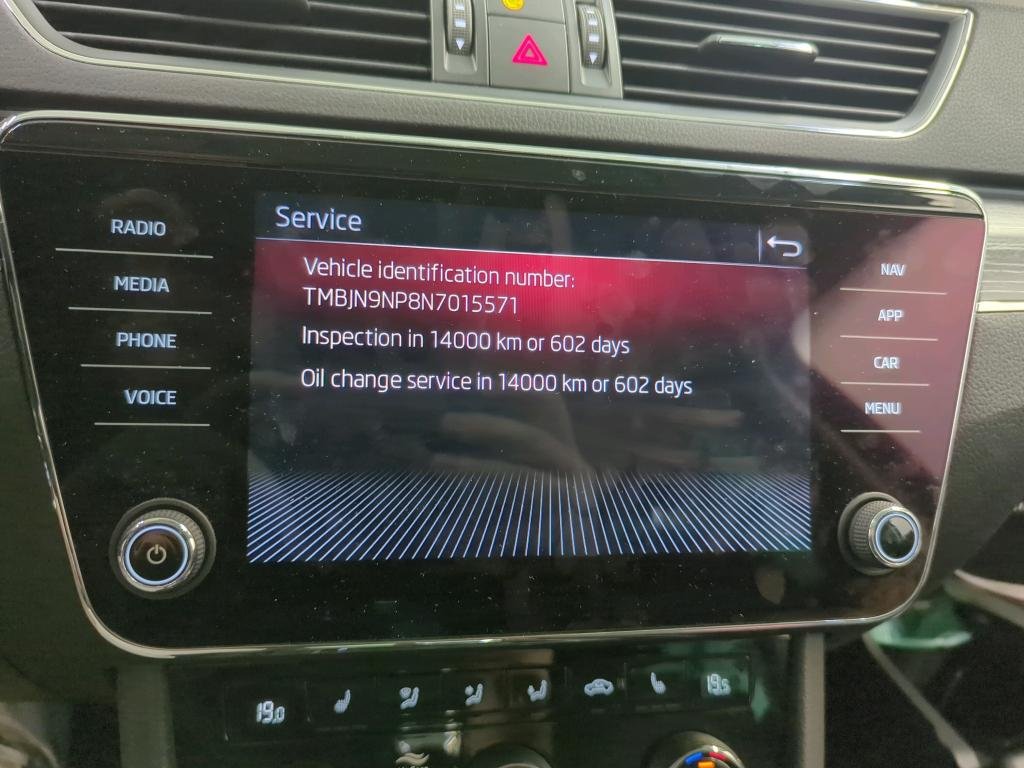 Service
RADIO
MEDIA
PHONE
VOICE
Vehicle identification number:
TMBJN9NP8N7015571
Inspection in 14000 km or 602 days
Oil change service in 14000 km or 602 days
NAV
APP
CAR
MENU
19.0
19.5